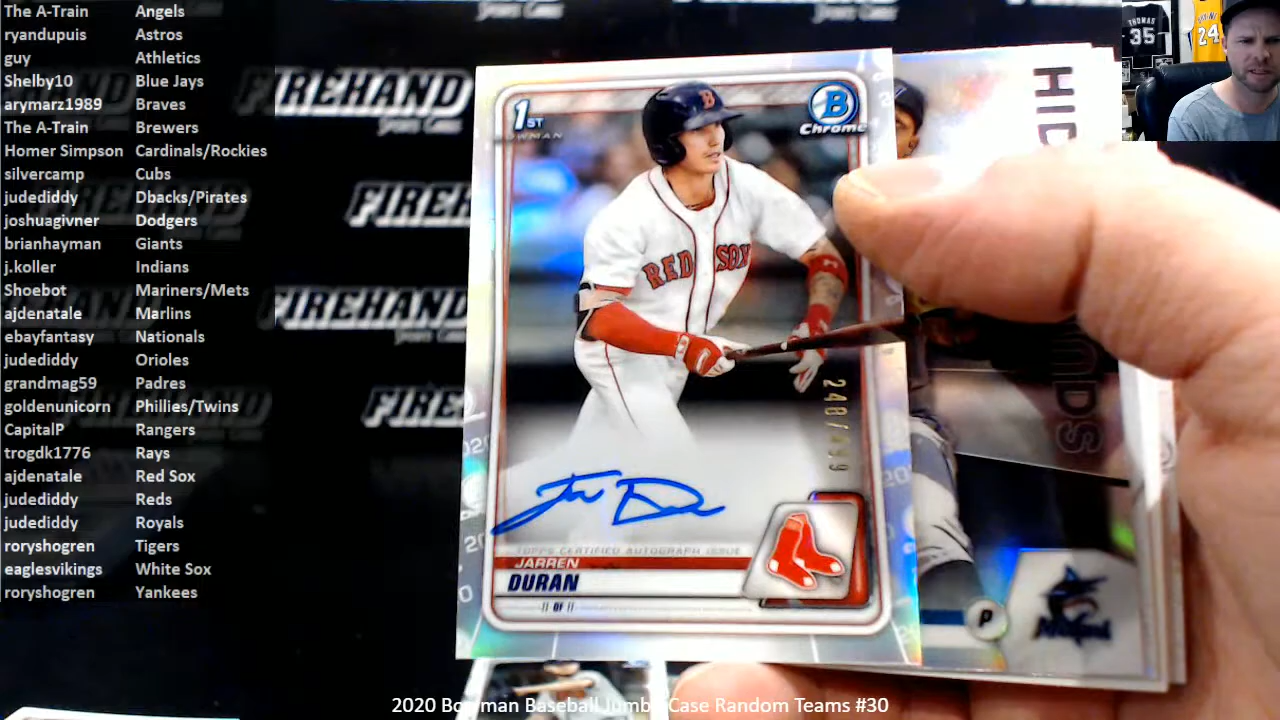 The A-Train Angels
ryandupuis Astros
guy Athletics
Shelby10 Blue Jays
arymarz1989 Braves
The A-Train Brewers
Homer Simpson Cardinals/Rockies
silvercamp Cubs
judediddy Dbacks/Pirates
joshuagivner Dodgers
brianhayman Giants
j.koller Indians
Shoebot Mariners/Mets
ajdenatale Marlins
ebayfantasy Nationals
judediddy Orioles
grandmag59 Padres
goldenunicorn Phillies/Twins
CapitalP Rangers
trogdk1776 Rays
ajdenatale Red Sox
judediddy Reds
judediddy Royals
roryshogren Tigers
eaglesvikings White Sox
roryshogren Yankees
FIREHAND
FIREHAND
1ST
B
Chrome
B
RED SOX
TOPPS CERTIFIED AUTOGRAPH ISSUE
JARREN
DURAN
P
THOMAS
35
24
2020 Bowman Baseball Jumbo Case Random Teams #30